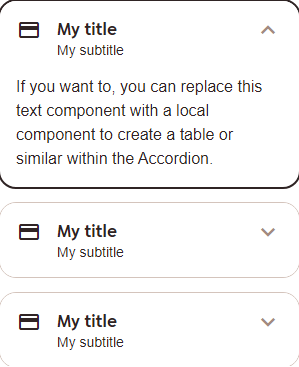 My title
My subtitle
If you want to, you can replace this
text component with a local
component to create a table or
similar within the Accordion.
My title
My subtitle
My title
My subtitle